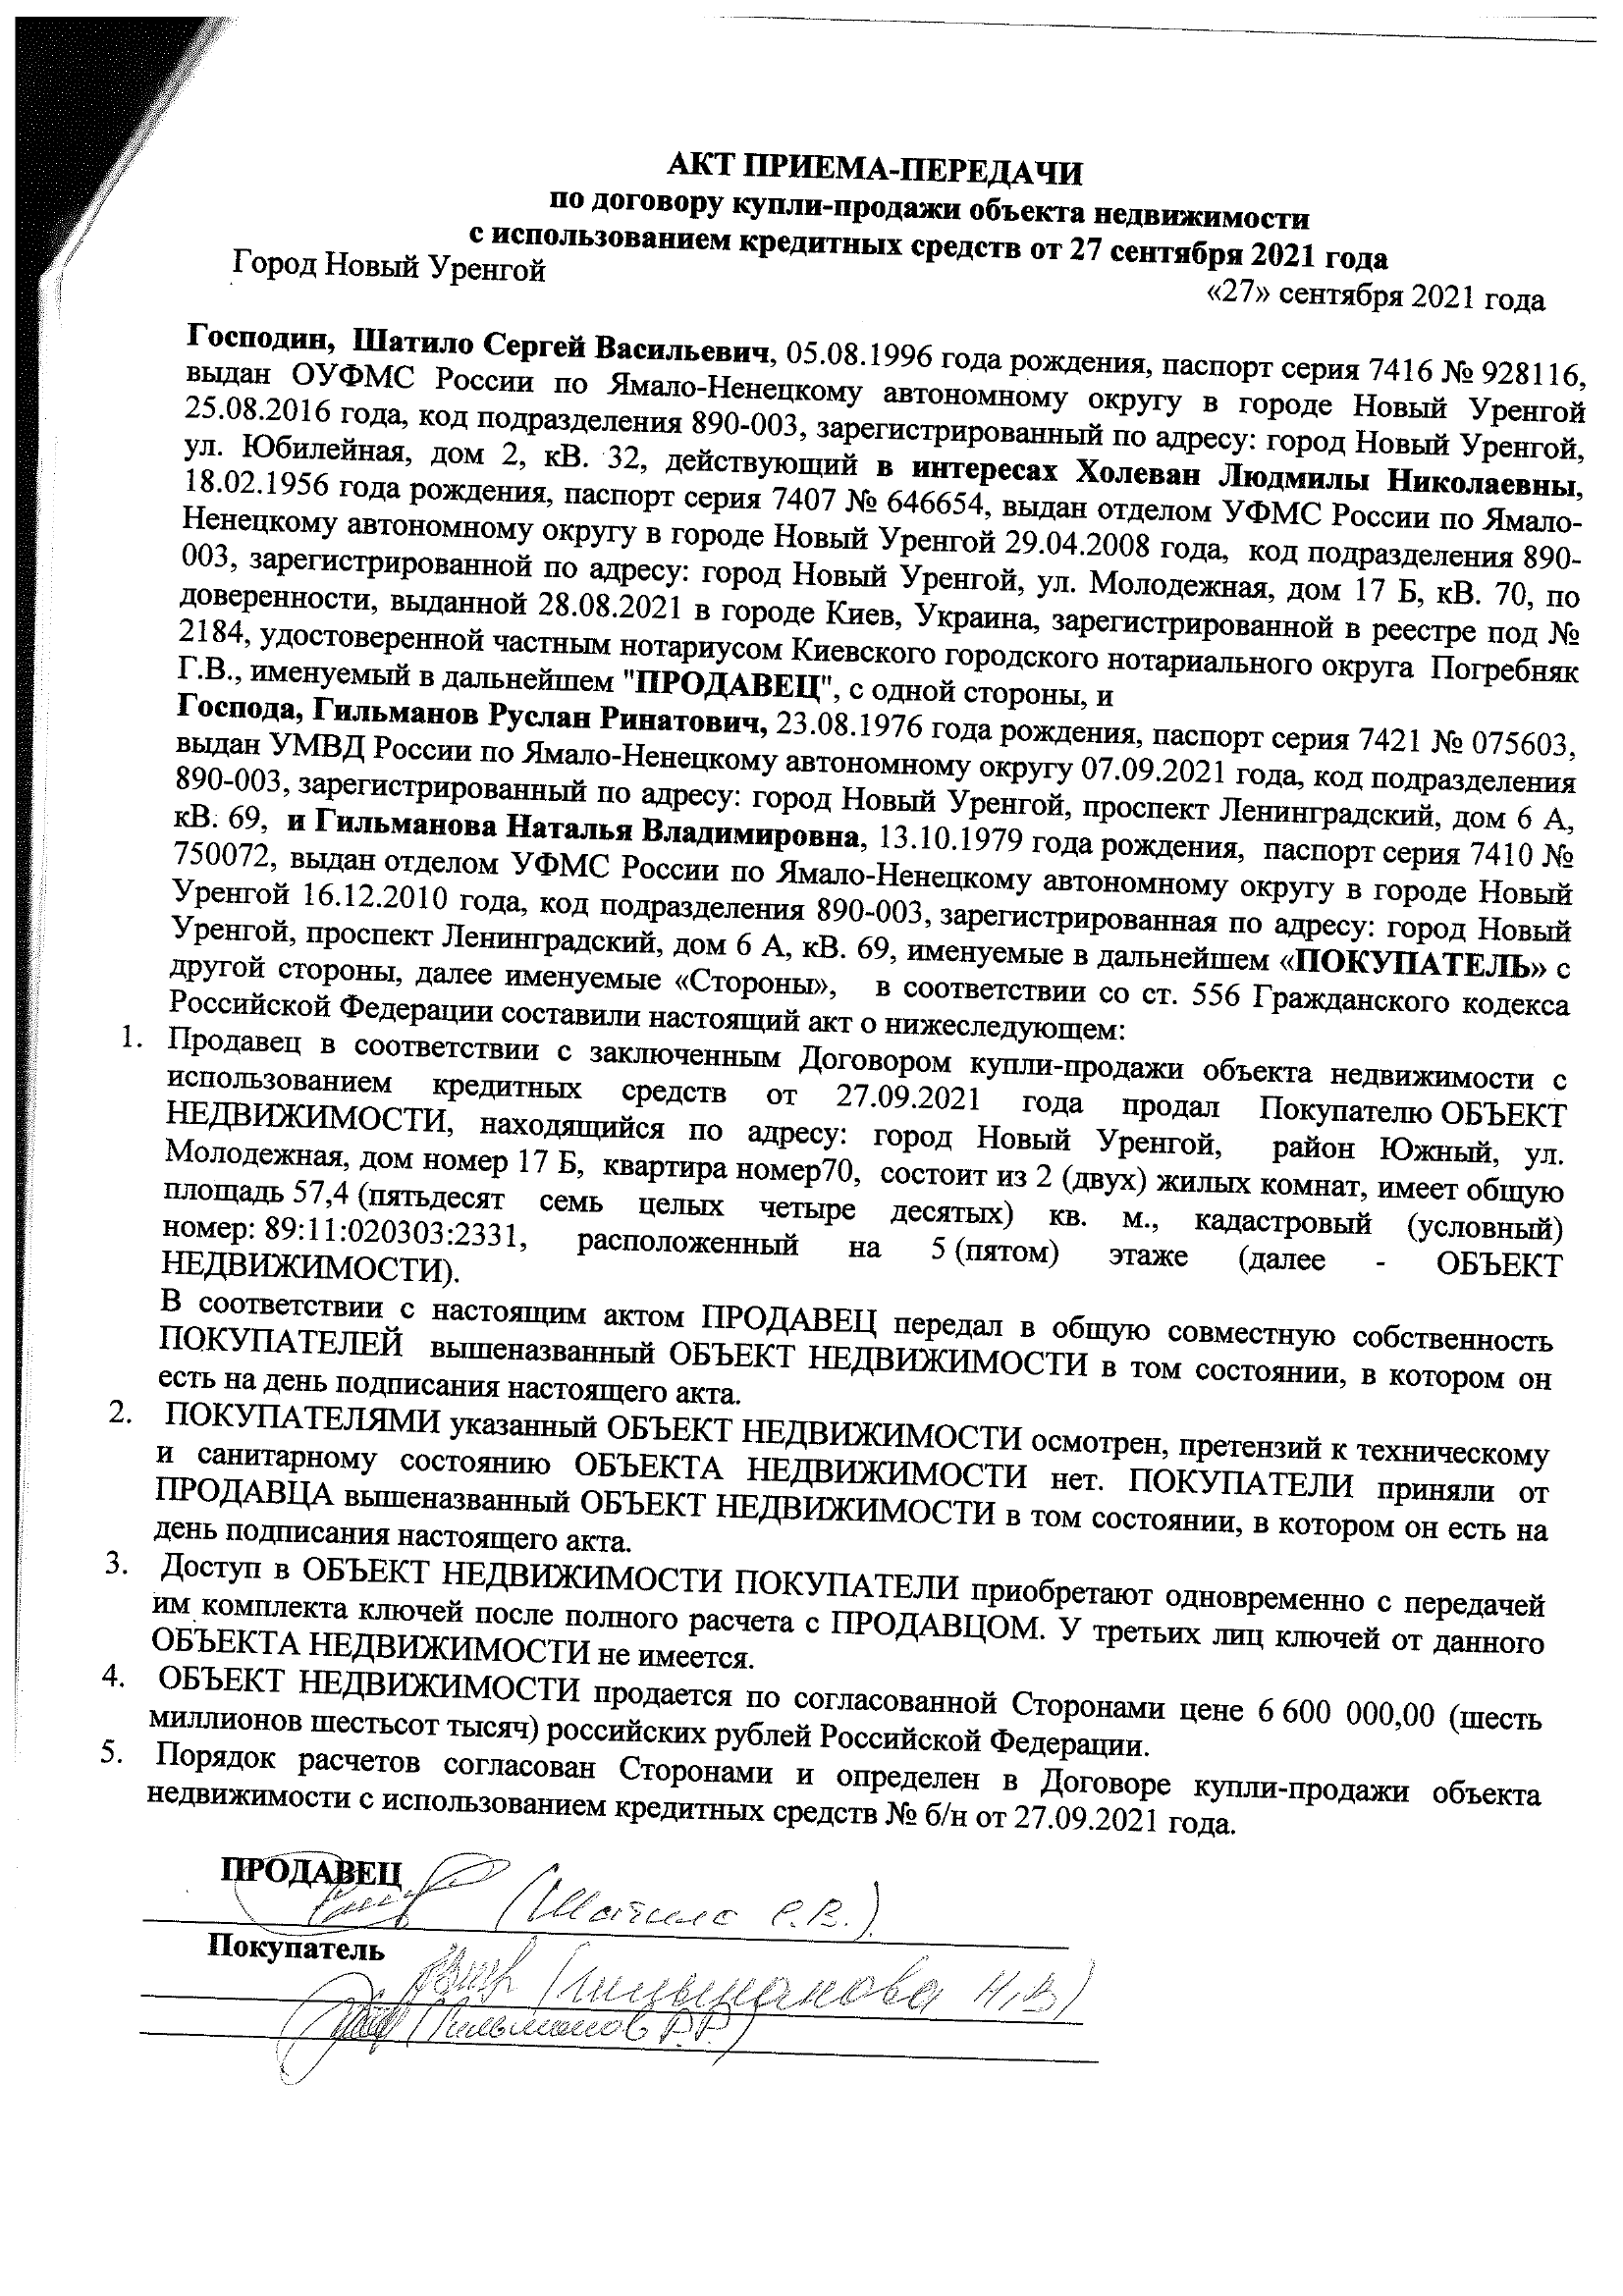 АКТ ПРИЕМА-ПЕРЕДАЧИ
по договору купли-продажи объекта недвижимости
с использованием кредитных средств от 27 сентября 2021 года
Город Новый Уренгой
«27» сентября 2021 года
Господин, Шатило Сергей Васильевич, 05.08.1996 года рождения, паспорт серия 7416 № 928116,
выдан ОУФМС России по Ямало-Ненецкому автономному округу в городе Новый Уренгой
25.08.2016 года, код подразделения 890-003, зарегистрированный по адресу: город Новый Уренгой,
ул. Юбилейная, дом 2, кВ. 32, действующий в интересах Холеван Людмилы Николаевны,
18.02.1956 года рождения, паспорт серия 7407 № 646654, выдан отделом УФМС России по Ямало-
Ненецкому автономному округу в городе Новый Уренгой 29.04.2008 года, код подразделения 890-
003, зарегистрированной по адресу: город Новый Уренгой, ул. Молодежная, дом 17 Б, кВ. 70, по
доверенности, выданной 28.08.2021 в городе Киев, Украина, зарегистрированной в реестре под №
2184, удостоверенной частным нотариусом Киевского городского нотариального округа Погребняк
Г.В., именуемый в дальнейшем "ПРОДАВЕЦ", с одной стороны, и
Господа, Гильманов Руслан Ринатович, 23.08.1976 года рождения, паспорт серия 7421 № 075603,
выдан УМВД России по Ямало-Ненецкому автономному округу 07.09.2021 года, код подразделения
890-003, зарегистрированный по адресу: город Новый Уренгой, проспект Ленинградский, дом 6 А,
кВ. 69, и Гильманова Наталья Владимировна, 13.10.1979 года рождения, паспорт серия 7410 №
750072, выдан отделом УФМС России по Ямало-Ненецкому автономному округу в городе Новый
Уренгой 16.12.2010 года, код подразделения 890-003, зарегистрированная по адресу: город Новый
Уренгой, проспект Ленинградский, дом 6 А, кВ. 69, именуемые в дальнейшем «ПОКУПАТЕЛЬ» с
другой стороны, далее именуемые «Стороны», в соответствии со ст. 556 Гражданского кодекса
Российской Федерации составили настоящий акт о нижеследующем:
1. Продавец в соответствии с заключенным Договором купли-продажи объекта недвижимости с
использованием кредитных средств от 27.09.2021 года продал Покупателю ОБЪЕКТ
НЕДВИЖИМОСТИ, находящийся по адресу: город Новый Уренгой, район Южный, ул.
Молодежная, дом номер 17 Б, квартира номер70, состоит из 2 (двух) жилых комнат, имеет общую
площадь 57,4 (пятьдесят семь целых четыре десятых) кв. м., кадастровый (условный)
номер: 89:11:020303:2331, расположенный на 5 (пятом) этаже (далее - ОБЪЕКТ
НЕДВИЖИМОСТИ).
В соответствии с настоящим актом ПРОДАВЕЦ передал в общую совместную собственность
ПОКУПАТЕЛЕЙ вышеназванный ОБЪЕКТ НЕДВИЖИМОСТИ в том состоянии, в котором он
есть на день подписания настоящего акта.
2. ПОКУПАТЕЛЯМИ указанный ОБЪЕКТ НЕДВИЖИМОСТИ осмотрен, претензий к техническому
и санитарному состоянию ОБЪЕКТА НЕДВИЖИМОСТИ нет. ПОКУПАТЕЛИ приняли от
ПРОДАВЦА вышеназванный ОБЪЕКТ НЕДВИЖИМОСТИ в том состоянии, в котором он есть на
день подписания настоящего акта.
3. Доступ в ОБЪЕКТ НЕДВИЖИМОСТИ ПОКУПАТЕЛИ приобретают одновременно с передачей
им комплекта ключей после полного расчета с ПРОДАВЦОМ. У третьих лиц ключей от данного
ОБЪЕКТА НЕДВИЖИМОСТИ не имеется.
4. ОБЪЕКТ НЕДВИЖИМОСТИ продается по согласованной Сторонами цене 6 600 000,00 (шесть
миллионов шестьсот тысяч) российских рублей Российской Федерации.
5. Порядок расчетов согласован Сторонами и определен в Договоре купли-продажи объекта
недвижимости с использованием кредитных средств № б/н от 27.09.2021 года.
ПРОДАВЕЦ
(Шатило С.В.).
Покупатель
(Гильманова Н.В)
(Гильманов Р.Р.)